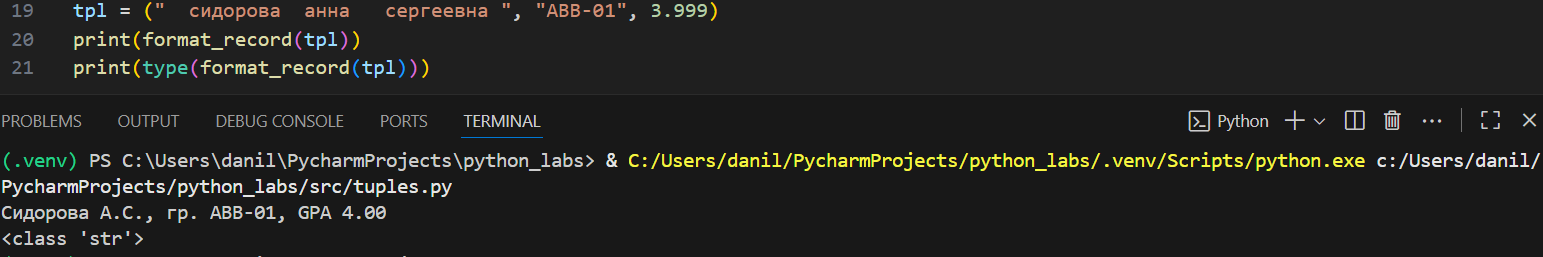 19 tpl = ("  сидорова  анна   сергеевна ", "ABB-01", 3.999)
20 print(format_record(tpl))
21 print(type(format_record(tpl)))
PROBLEMS OUTPUT DEBUG CONSOLE PORTS TERMINAL Python
(.venv) PS C:\Users\danil\PycharmProjects\python_labs> & C:/Users/danil/PycharmProjects/python_labs/.venv/Scripts/python.exe c:/Users/danil/
PycharmProjects/python_labs/src/tuples.py
Сидорова А.С., гр. ABB-01, GPA 4.00
<class 'str'>